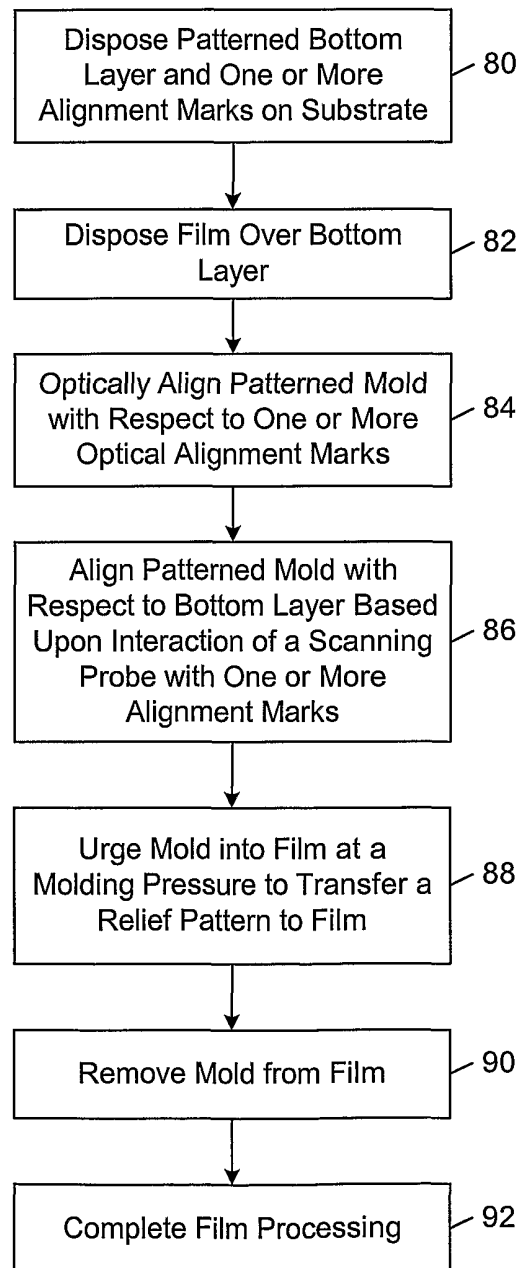 Dispose Patterned Bottom
Layer and One or More
Alignment Marks on Substrate
80
Dispose Film Over Bottom
Layer
82
Optically Align Patterned Mold
with Respect to One or More
Optical Alignment Marks
84
Align Patterned Mold with
Respect to Bottom Layer Based
Upon Interaction of a Scanning
Probe with One or More
Alignment Marks
86
Urge Mold into Film at a
Molding Pressure to Transfer a
Relief Pattern to Film
88
Remove Mold from Film
90
Complete Film Processing
92